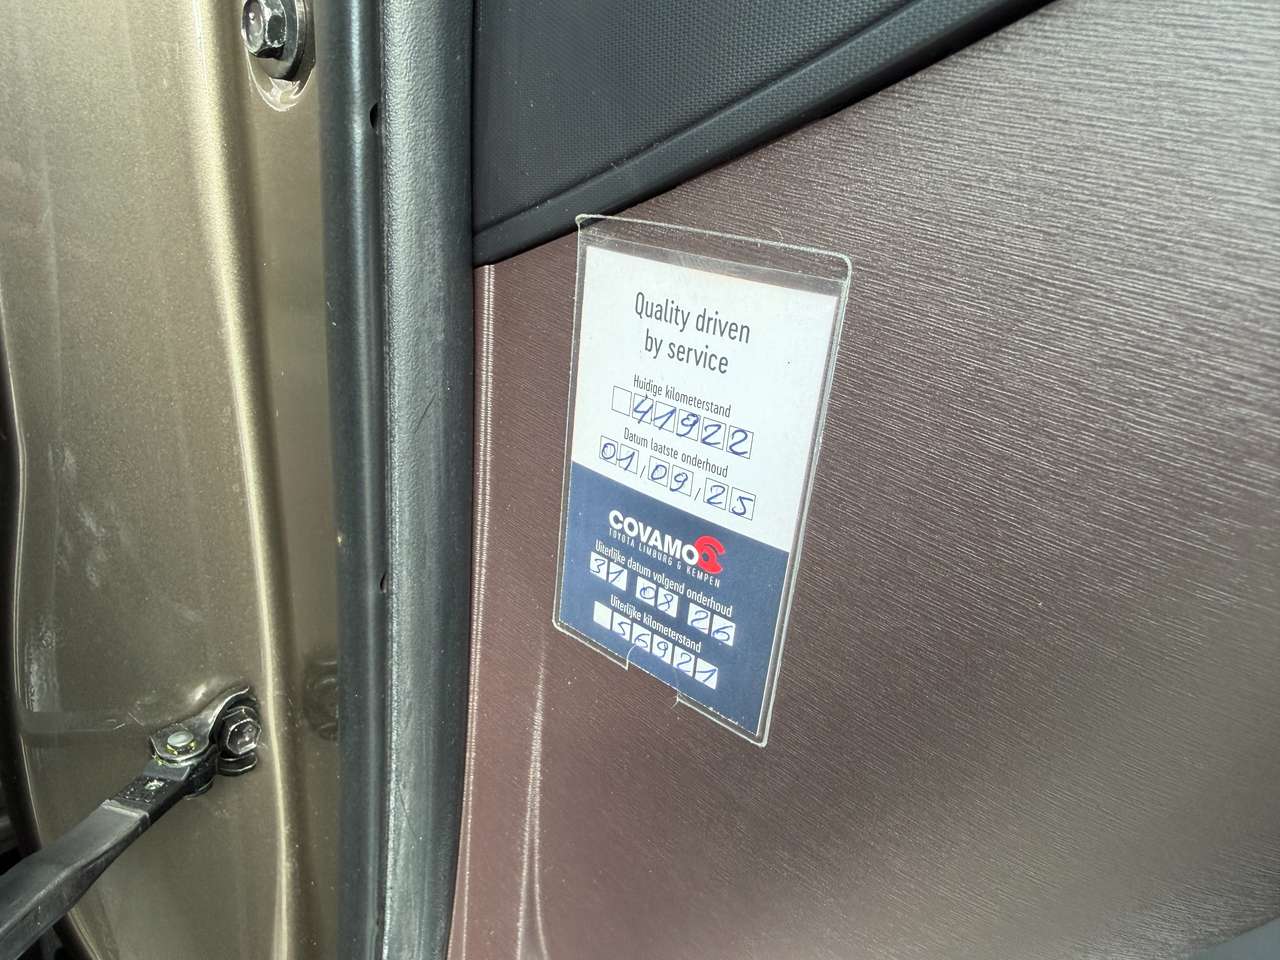 Quality driven
by service
Huidige kilometerstand
41922
Datum laatste onderhoud
01,09,25
COVAMO
TOYOTA LIMBURG & KEMPEN
Uiterlijke datum volgend onderhoud
31 08 26
Uiterlijke kilometerstand
56921